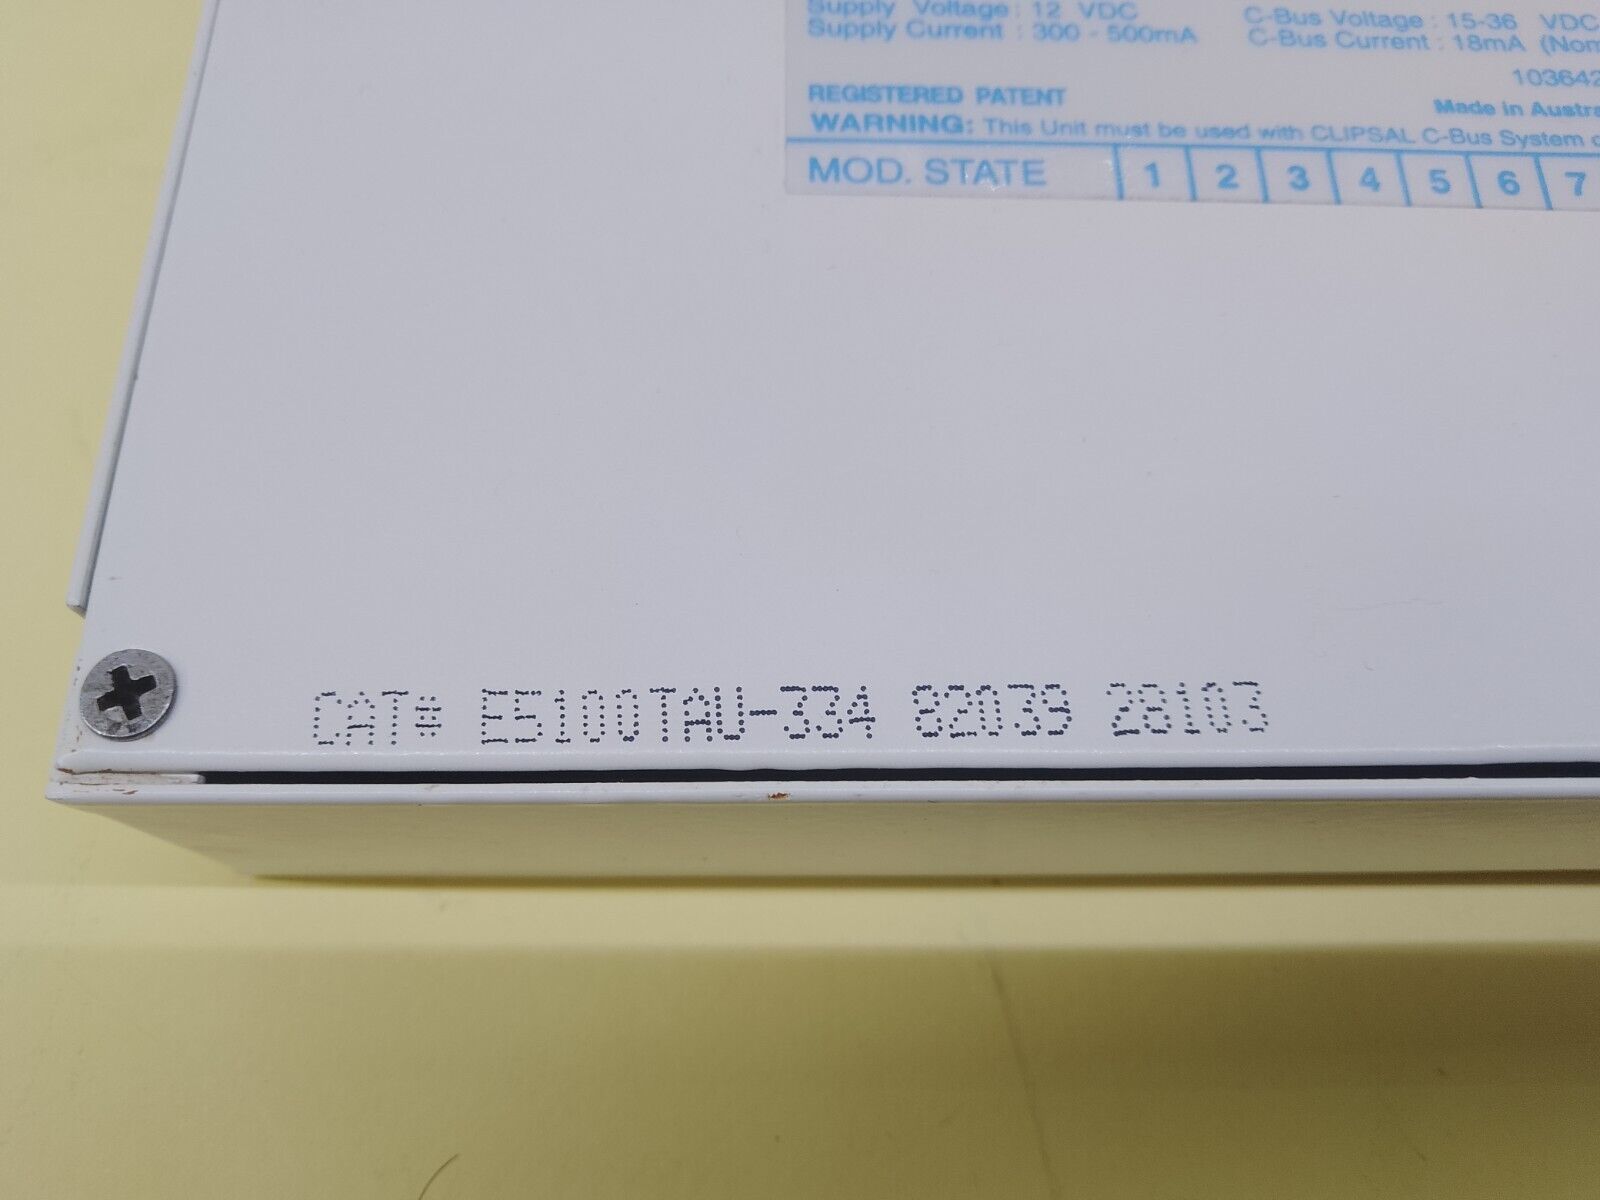 Supply Voltage : 12 VDC C-Bus Voltage : 15-36 VDC
Supply Current : 300 - 500mA C-Bus Current : 18mA (Nom
103642
REGISTERED PATENT
Made in Austra
WARNING: This Unit must be used with CLIPSAL C-Bus System
MOD. STATE 1 2 3 4 5 6 7
CAT# E5100TAU-334 82039 28103